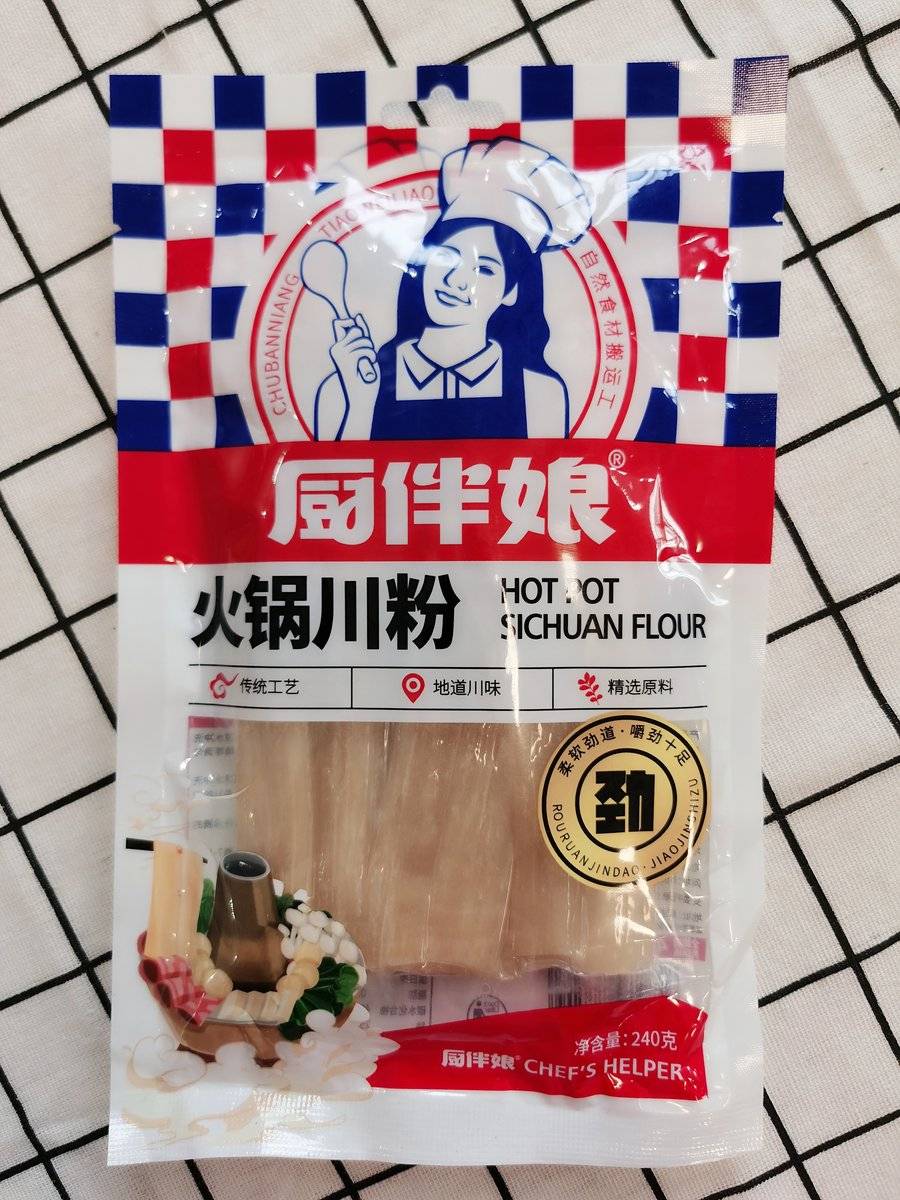 CHUBANNIANG
TIAO
自然食材搬运工
厨伴娘®
火锅川粉
HOT POT
SICHUAN FLOUR
传统工艺
地道川味
精选原料
柔软劲道·嚼劲十足
劲
ROURUANJINDAO·JIAOJINSHIZU
净含量:240克
厨伴娘® CHEF'S HELPER